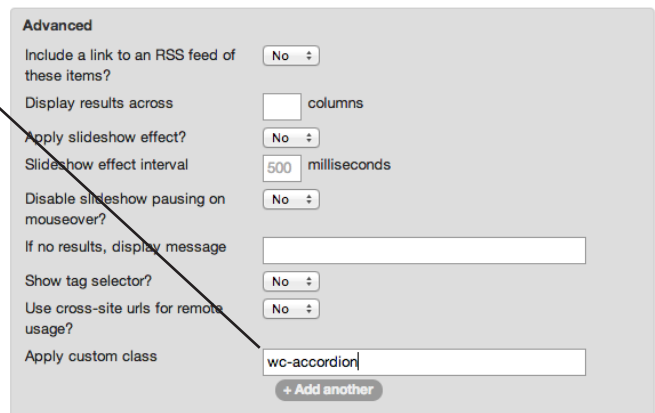 Advanced
Include a link to an RSS feed of
these items?
No
Display results across
columns
Apply slideshow effect?
No
Slideshow effect interval
500 milliseconds
Disable slideshow pausing on
mouseover?
No
If no results, display message
Show tag selector?
No
Use cross-site urls for remote
usage?
No
Apply custom class
wc-accordion
+ Add another